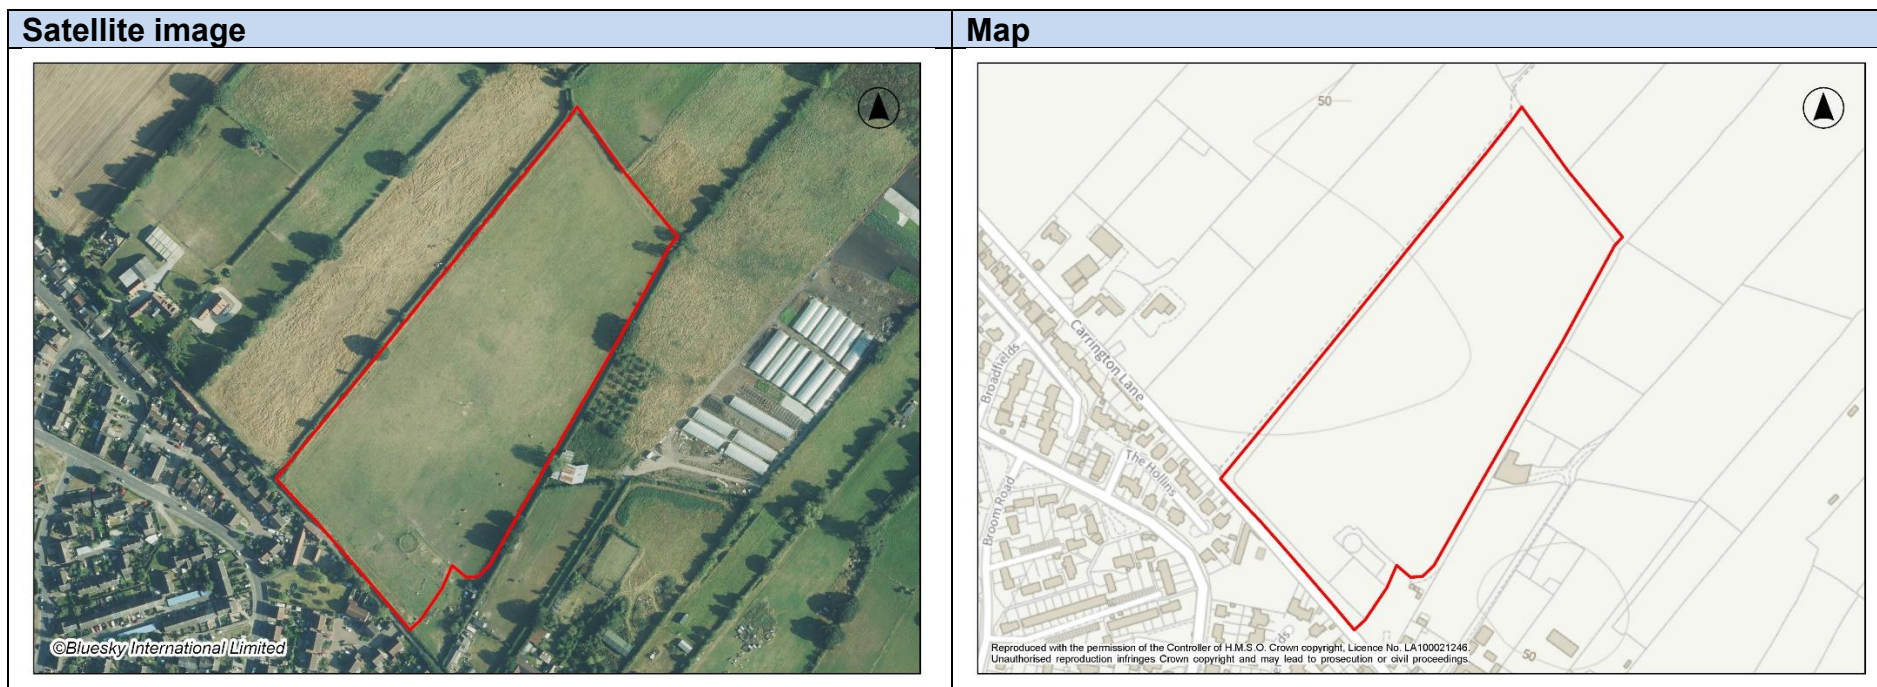 Satellite image
Map
©Bluesky International Limited
50
Carrington Lane
Broadfields
The Hollins
Broom Road
50
Reproduced with the permission of the Controller of H.M.S.O. Crown copyright, Licence No. LA100021246.
Unauthorised reproduction infringes Crown copyright and may lead to prosecution or civil proceedings.